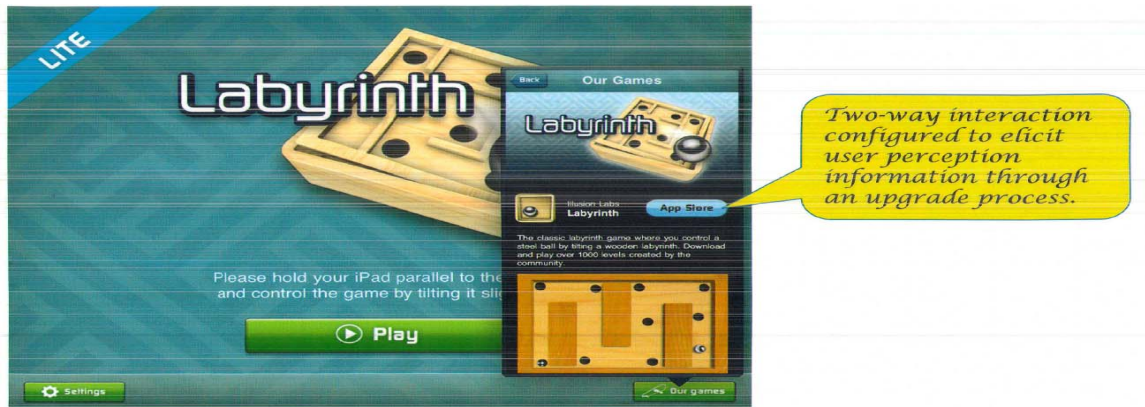 LITE
Labyrinth
Please hold your iPad parallel to the
and control the game by tilting it sli
Play
Settings
Back
Our Games
Labyrinth
Illusion Labs
Labyrinth
App Store
The classic labyrinth game where you control a
steel ball by tilting a wooden labyrinth. Download
and play over 1000 levels created by the
community.
Our games
Two-way interaction
configured to elicit
user perception
information through
an upgrade process.